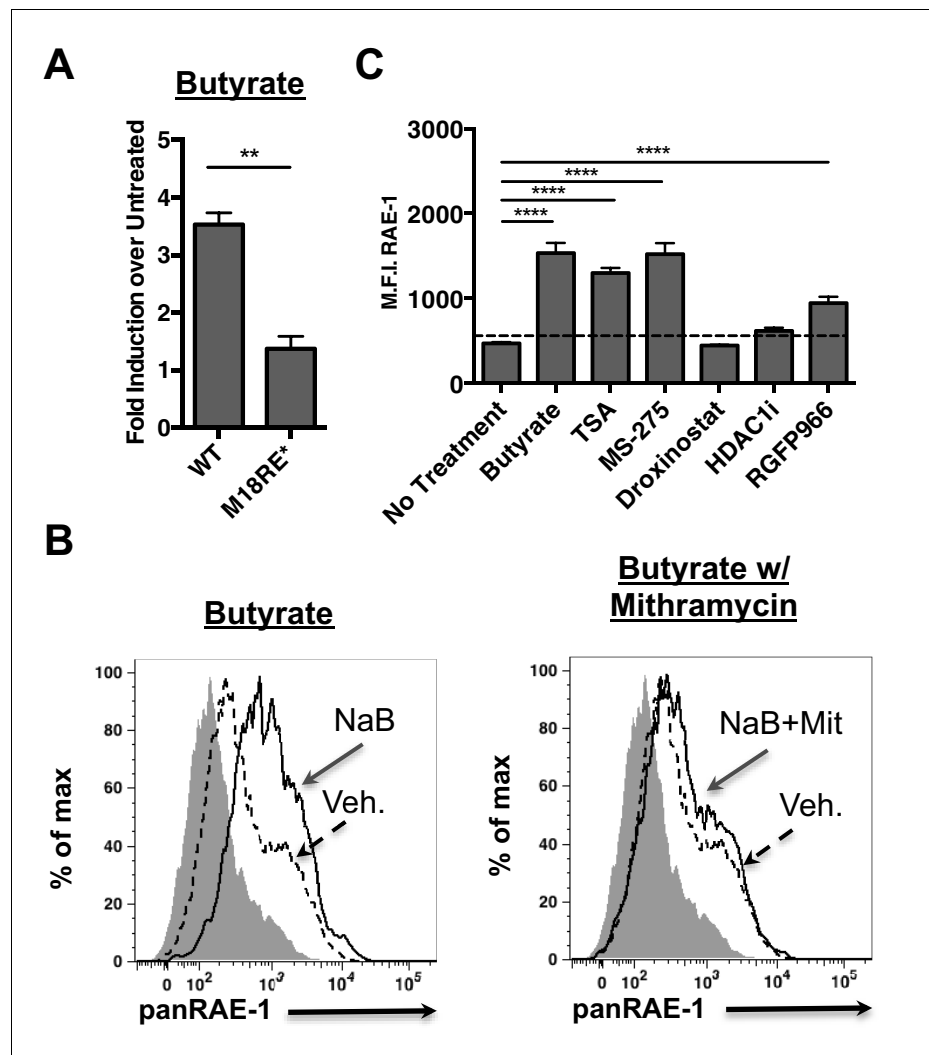 A
Butyrate
Fold Induction over Untreated
5
4
3
2
1
0
**
WT
M18RE*
C
M.F.I. RAE-1
3000
2000
1000
0
****
****
****
****
No Treatment
Butyrate
TSA
MS-275
Droxinostat
HDAC1i
RGFP966
B
Butyrate
% of max
100
80
60
40
20
0
NaB
Veh.
0 10² 10³ 10⁴ 10⁵
panRAE-1
Butyrate w/
Mithramycin
% of max
100
80
60
40
20
0
NaB+Mit
Veh.
0 10² 10³ 10⁴ 10⁵
panRAE-1